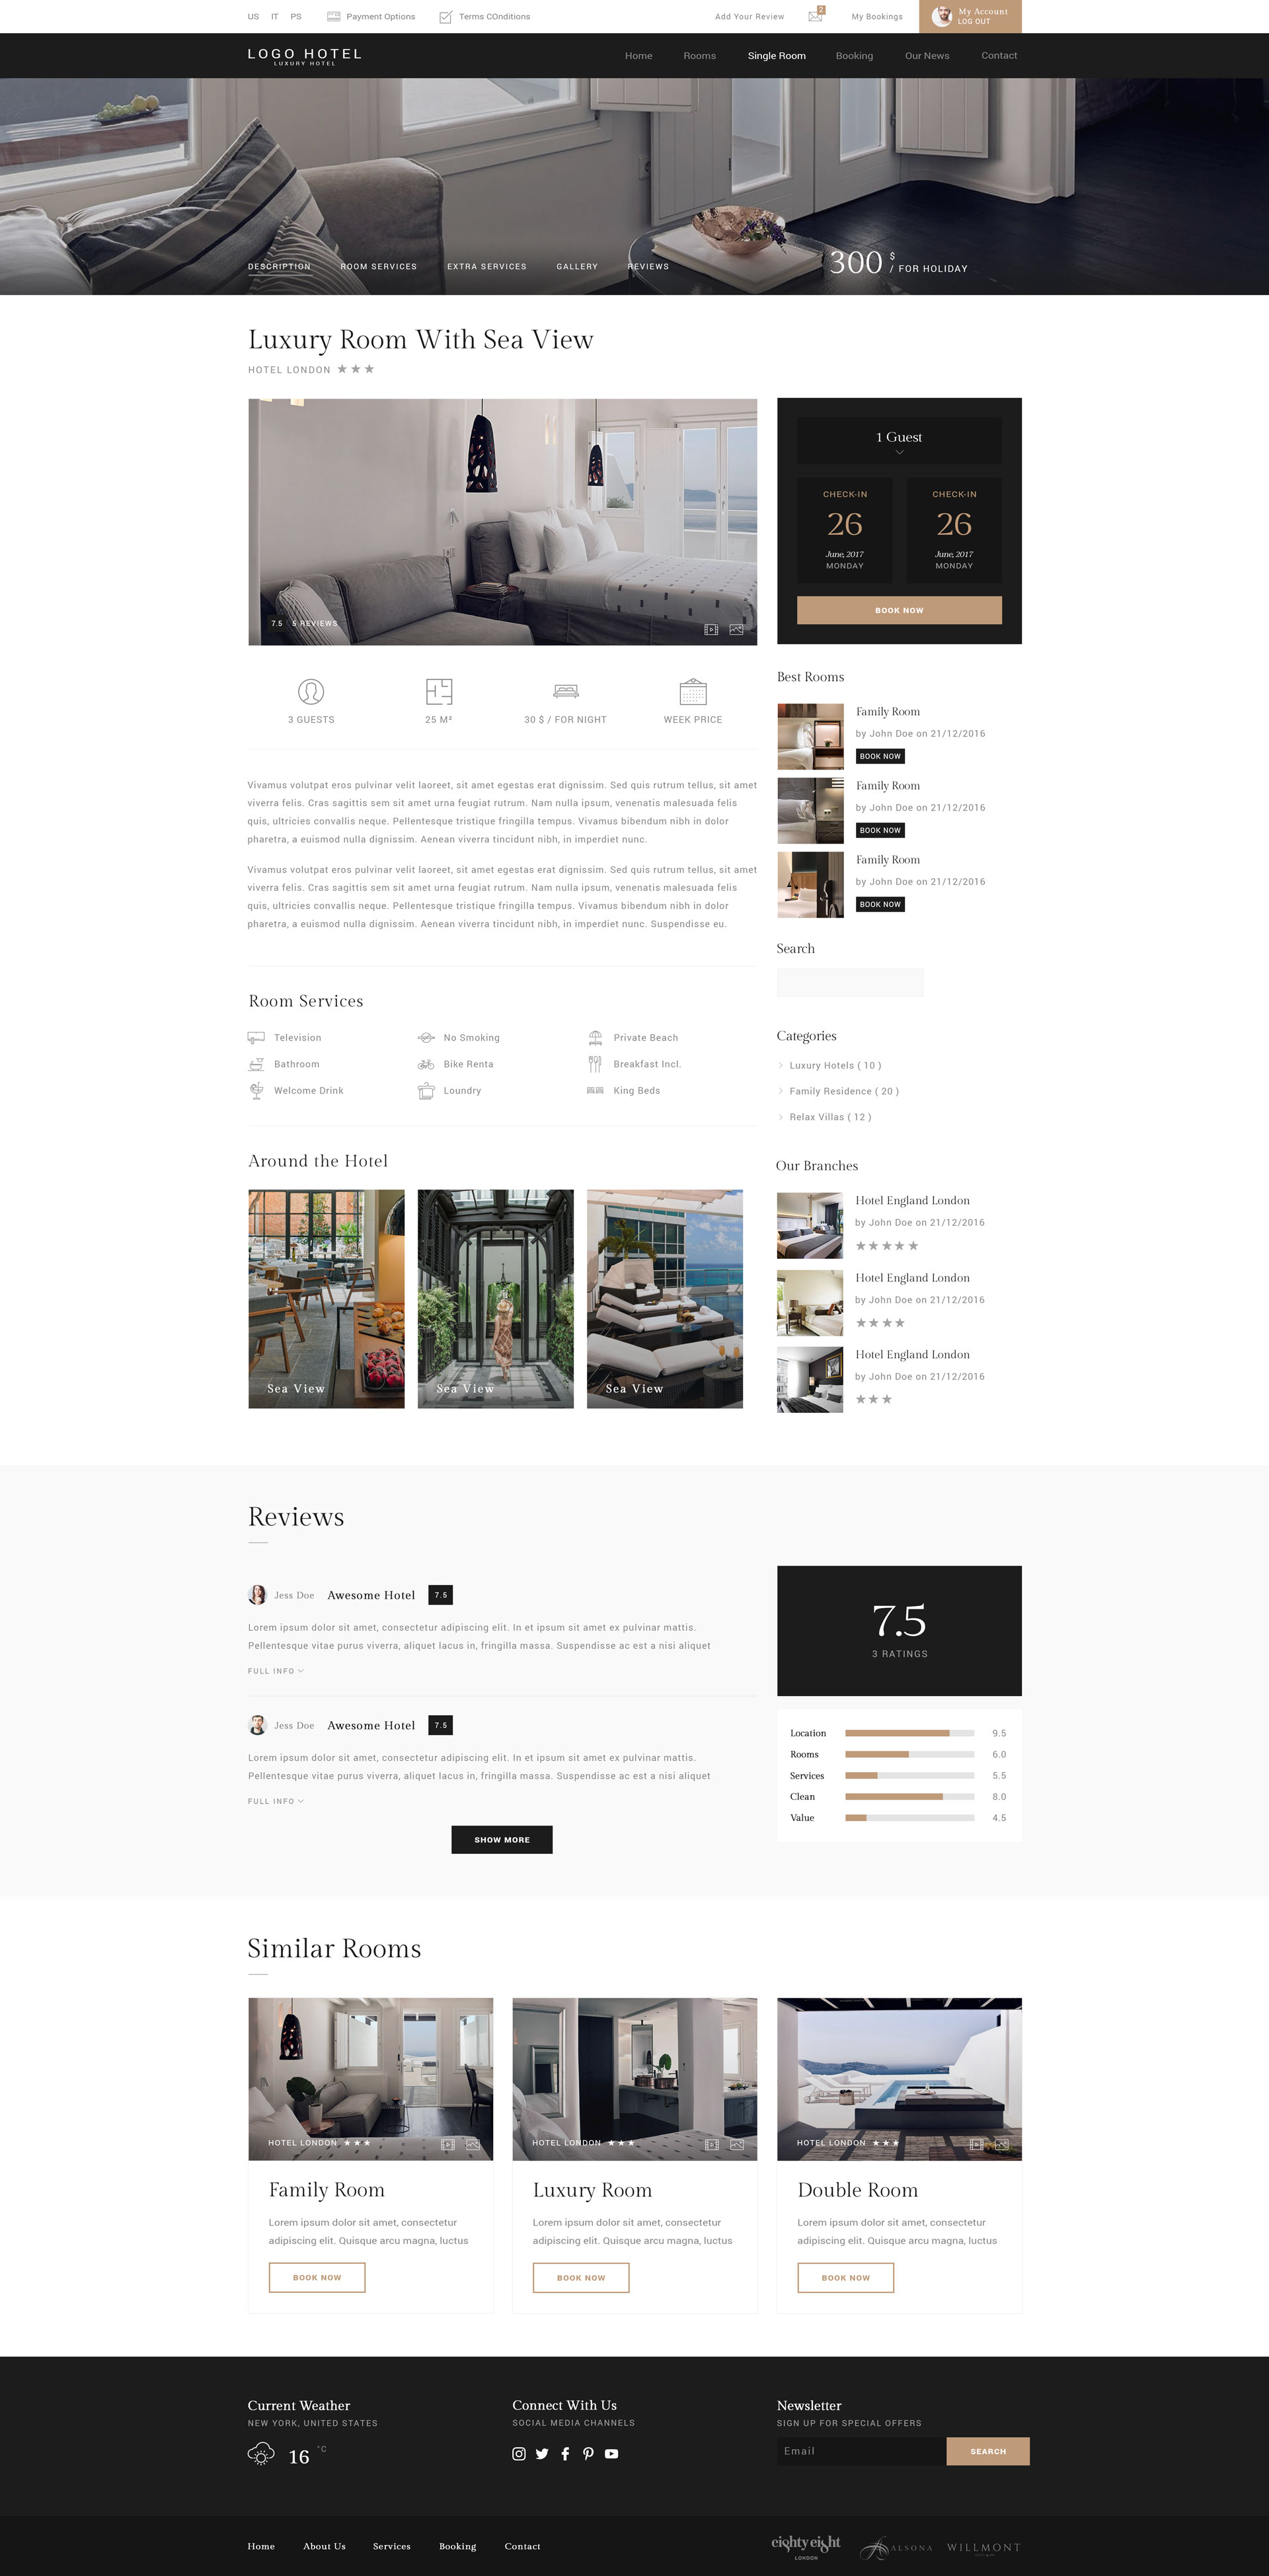 US IT PS Payment Options Terms COnditions Add Your Review 2 My Bookings My Account
LOG OUT
LOGO HOTEL
LUXURY HOTEL
Home Rooms Single Room Booking Our News Contact
DESCRIPTION ROOM SERVICES EXTRA SERVICES GALLERY REVIEWS
300 $
/ FOR HOLIDAY
Luxury Room With Sea View
HOTEL LONDON
7.5 5 REVIEWS
3 GUESTS 25 M² 30 $ / FOR NIGHT WEEK PRICE
Vivamus volutpat eros pulvinar velit laoreet, sit amet egestas erat dignissim. Sed quis rutrum tellus, sit amet
viverra felis. Cras sagittis sem sit amet urna feugiat rutrum. Nam nulla ipsum, venenatis malesuada felis
quis, ultricies convallis neque. Pellentesque tristique fringilla tempus. Vivamus bibendum nibh in dolor
pharetra, a euismod nulla dignissim. Aenean viverra tincidunt nibh, in imperdiet nunc.
Vivamus volutpat eros pulvinar velit laoreet, sit amet egestas erat dignissim. Sed quis rutrum tellus, sit amet
viverra felis. Cras sagittis sem sit amet urna feugiat rutrum. Nam nulla ipsum, venenatis malesuada felis
quis, ultricies convallis neque. Pellentesque tristique fringilla tempus. Vivamus bibendum nibh in dolor
pharetra, a euismod nulla dignissim. Aenean viverra tincidunt nibh, in imperdiet nunc. Suspendisse eu.
Room Services
Television No Smoking Private Beach
Bathroom Bike Renta Breakfast Incl.
Welcome Drink Loundry King Beds
Around the Hotel
Sea View Sea View Sea View
1 Guest
CHECK-IN CHECK-IN
26 26
June, 2017 June, 2017
MONDAY MONDAY
BOOK NOW
Best Rooms
Family Room
by John Doe on 21/12/2016
BOOK NOW
Family Room
by John Doe on 21/12/2016
BOOK NOW
Family Room
by John Doe on 21/12/2016
BOOK NOW
Search
Categories
Luxury Hotels ( 10 )
Family Residence ( 20 )
Relax Villas ( 12 )
Our Branches
Hotel England London
by John Doe on 21/12/2016
Hotel England London
by John Doe on 21/12/2016
Hotel England London
by John Doe on 21/12/2016
Reviews
Jess Doe Awesome Hotel 7.5
Lorem ipsum dolor sit amet, consectetur adipiscing elit. In et ipsum sit amet ex pulvinar mattis.
Pellentesque vitae purus viverra, aliquet lacus in, fringilla massa. Suspendisse ac est a nisi aliquet
FULL INFO
Jess Doe Awesome Hotel 7.5
Lorem ipsum dolor sit amet, consectetur adipiscing elit. In et ipsum sit amet ex pulvinar mattis.
Pellentesque vitae purus viverra, aliquet lacus in, fringilla massa. Suspendisse ac est a nisi aliquet
FULL INFO
SHOW MORE
7.5
3 RATINGS
Location 9.5
Rooms 6.0
Services 5.5
Clean 8.0
Value 4.5
Similar Rooms
HOTEL LONDON HOTEL LONDON HOTEL LONDON
Family Room Luxury Room Double Room
Lorem ipsum dolor sit amet, consectetur Lorem ipsum dolor sit amet, consectetur Lorem ipsum dolor sit amet, consectetur
adipiscing elit. Quisque arcu magna, luctus adipiscing elit. Quisque arcu magna, luctus adipiscing elit. Quisque arcu magna, luctus
BOOK NOW BOOK NOW BOOK NOW
Current Weather Connect With Us Newsletter
NEW YORK, UNITED STATES SOCIAL MEDIA CHANNELS SIGN UP FOR SPECIAL OFFERS
16 °C Email SEARCH
Home About Us Services Booking Contact
eighty eight
LONDON
ALSONA
WILLMONT